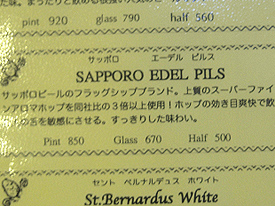 pint 920 glass 790 half 560
サッポロ エーデル ピルス
SAPPORO EDEL PILS
サッポロビールのフラッグシップブランド。上質のスーパーファイ
ンアロマホップを同社比の3倍以上使用!ホップの効き目爽快で飲
の舌を敏感にさせる。すっきりした味わい。
Pint 850 Glass 670 Half 500
セント ベルナルデュス ホワイト
St.Bernardus White